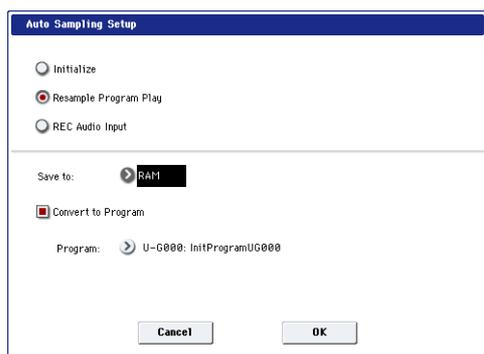 Auto Sampling Setup
Initialize
Resample Program Play
REC Audio Input
Save to: RAM
Convert to Program
Program: U-G000: InitProgramUG000
Cancel OK